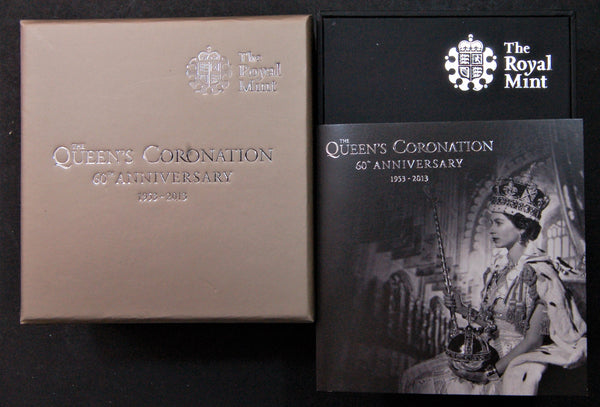 The
Royal
Mint
THE
QUEEN'S CORONATION
60TH ANNIVERSARY
1953 - 2013
The
Royal
Mint
THE
QUEEN'S CORONATION
60TH ANNIVERSARY
1953 - 2013